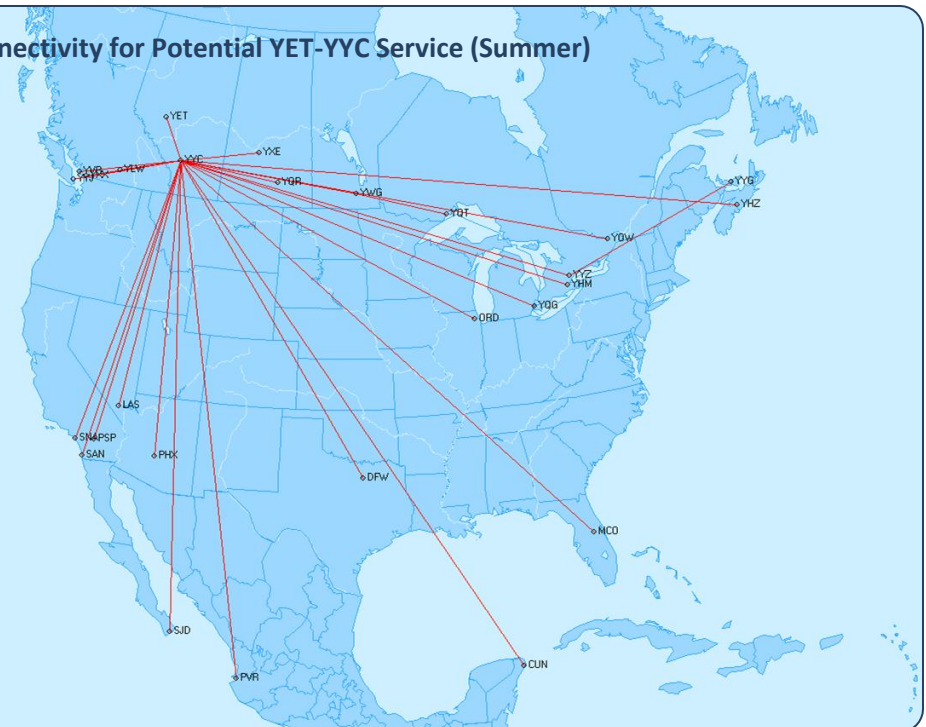 nectivity for Potential YET-YYC Service (Summer)
YET
YXE
YYC
YLW
YQR
YWG
YYG
YHZ
YQT
YOW
YYZ
YHM
YQG
ORD
LAS
SNA
PSP
SAN
PHX
DFW
MCO
SJD
CUN
PVR